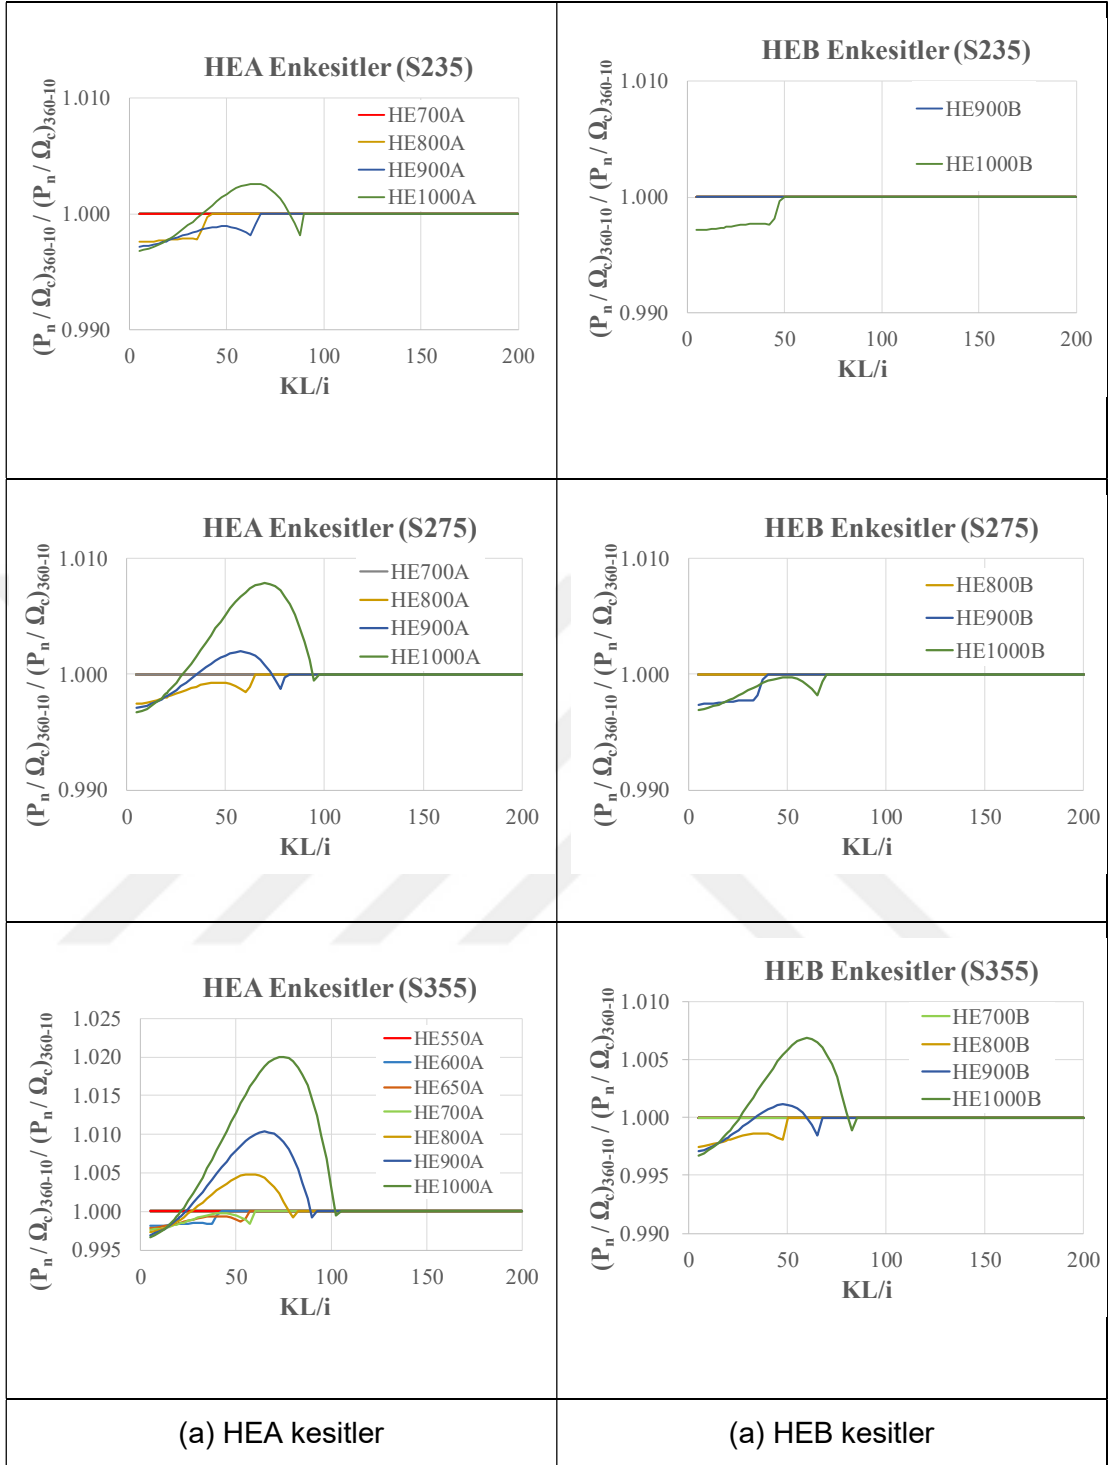 HEA Enkesitler (S235)
(Pn / Ωc)360-10 / (Pn / Ωc)360-10
1.010
1.000
0.990
HE700A
HE800A
HE900A
HE1000A
0 50 100 150 200
KL/i
HEB Enkesitler (S235)
(Pn / Ωc)360-10 / (Pn / Ωc)360-10
1.010
1.000
0.990
HE900B
HE1000B
0 50 100 150 200
KL/i
HEA Enkesitler (S275)
(Pn / Ωc)360-10 / (Pn / Ωc)360-10
1.010
1.000
0.990
HE700A
HE800A
HE900A
HE1000A
0 50 100 150 200
KL/i
HEB Enkesitler (S275)
(Pn / Ωc)360-10 / (Pn / Ωc)360-10
1.010
1.000
0.990
HE800B
HE900B
HE1000B
0 50 100 150 200
KL/i
HEA Enkesitler (S355)
(Pn / Ωc)360-10 / (Pn / Ωc)360-10
1.025
1.020
1.015
1.010
1.005
1.000
0.995
HE550A
HE600A
HE650A
HE700A
HE800A
HE900A
HE1000A
0 50 100 150 200
KL/i
HEB Enkesitler (S355)
(Pn / Ωc)360-10 / (Pn / Ωc)360-10
1.010
1.005
1.000
0.995
0.990
HE700B
HE800B
HE900B
HE1000B
0 50 100 150 200
KL/i
(a) HEA kesitler
(a) HEB kesitler